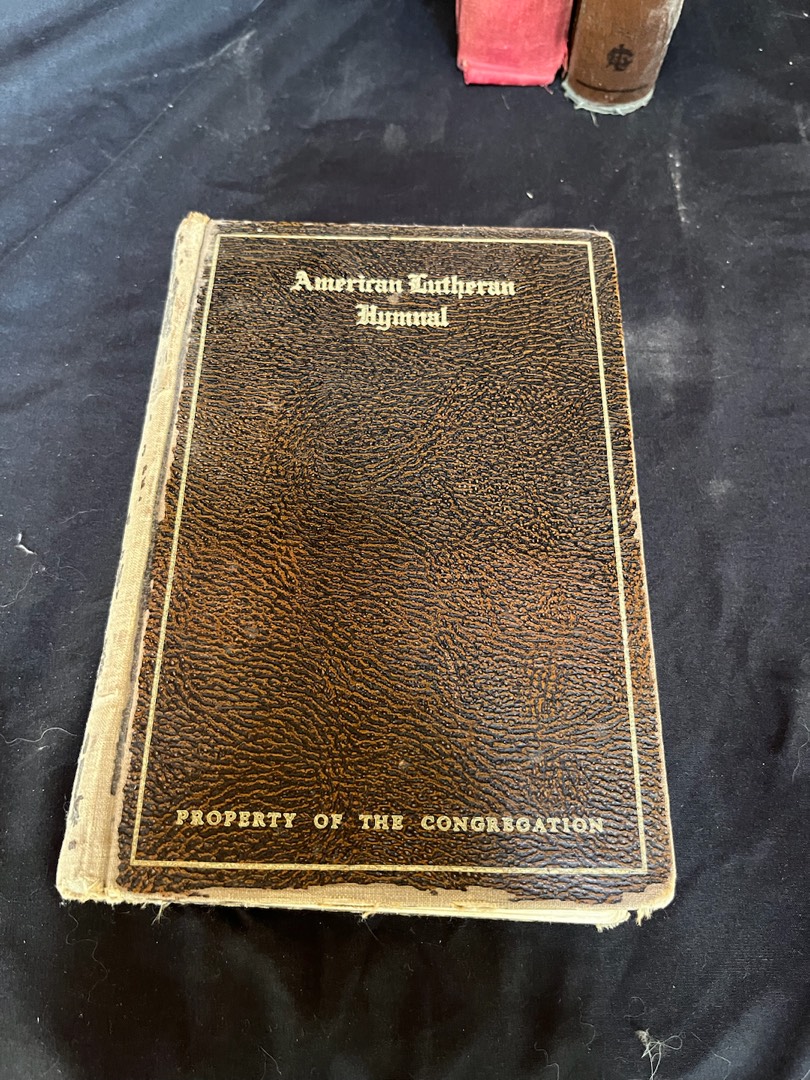 American Lutheran
Hymnal
PROPERTY OF THE CONGREGATION